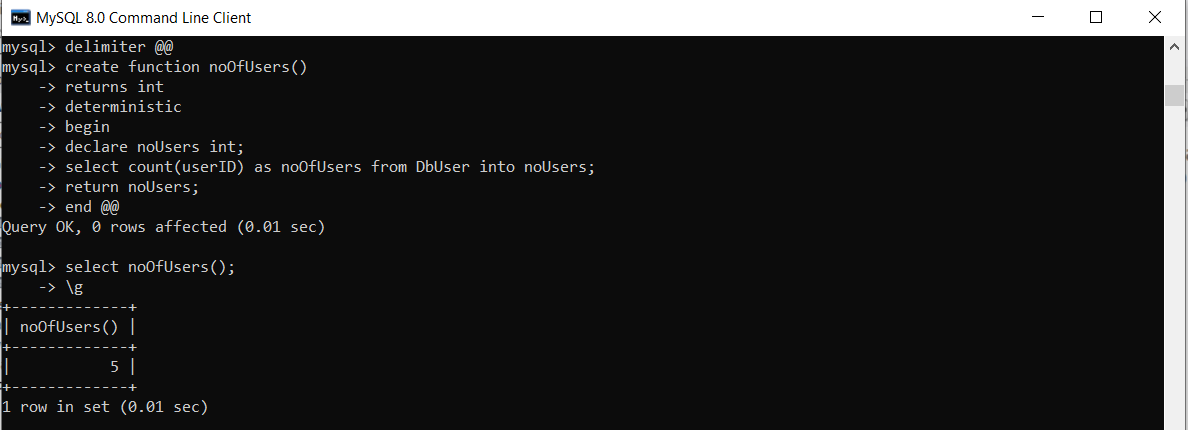 MySQL 8.0 Command Line Client
mysql> delimiter @@
mysql> create function noOfUsers()
    -> returns int
    -> deterministic
    -> begin
    -> declare noUsers int;
    -> select count(userID) as noOfUsers from DbUser into noUsers;
    -> return noUsers;
    -> end @@
Query OK, 0 rows affected (0.01 sec)

mysql> select noOfUsers();
    -> \g
+-------------+
| noOfUsers() |
+-------------+
|           5 |
+-------------+
1 row in set (0.01 sec)